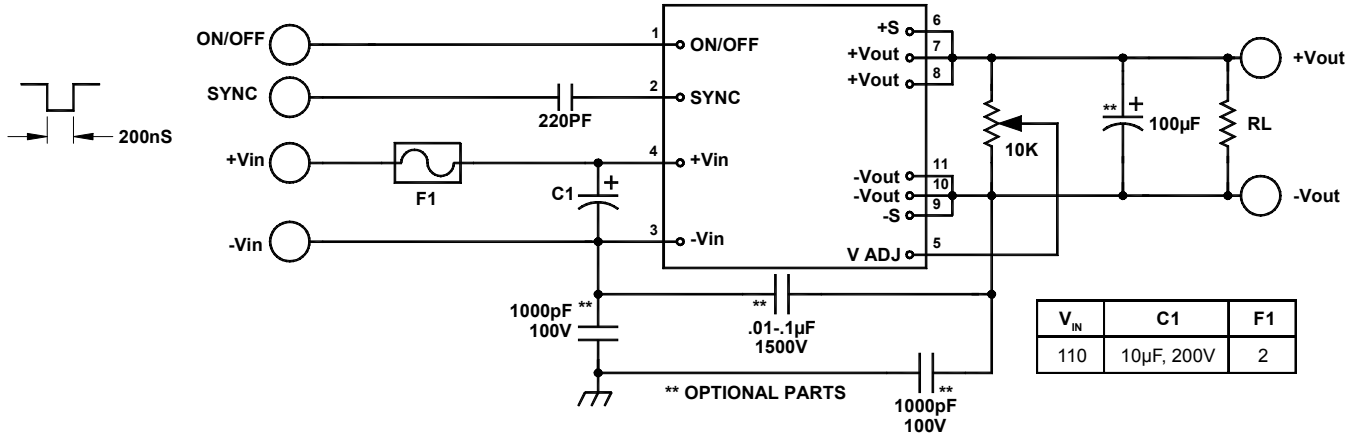 ON/OFF
SYNC
200nS
+Vin
-Vin
220PF
F1
C1
+
1
2
4
3
ON/OFF
SYNC
+Vin
-Vin
+S
+Vout
+Vout
-Vout
-Vout
-S
V ADJ
6
7
8
11
10
9
5
10K
** +
100µF
RL
+Vout
-Vout
1000pF **
100V
**
.01-.1µF
1500V
** OPTIONAL PARTS
**
1000pF
100V
VIN C1 F1
110 10µF, 200V 2